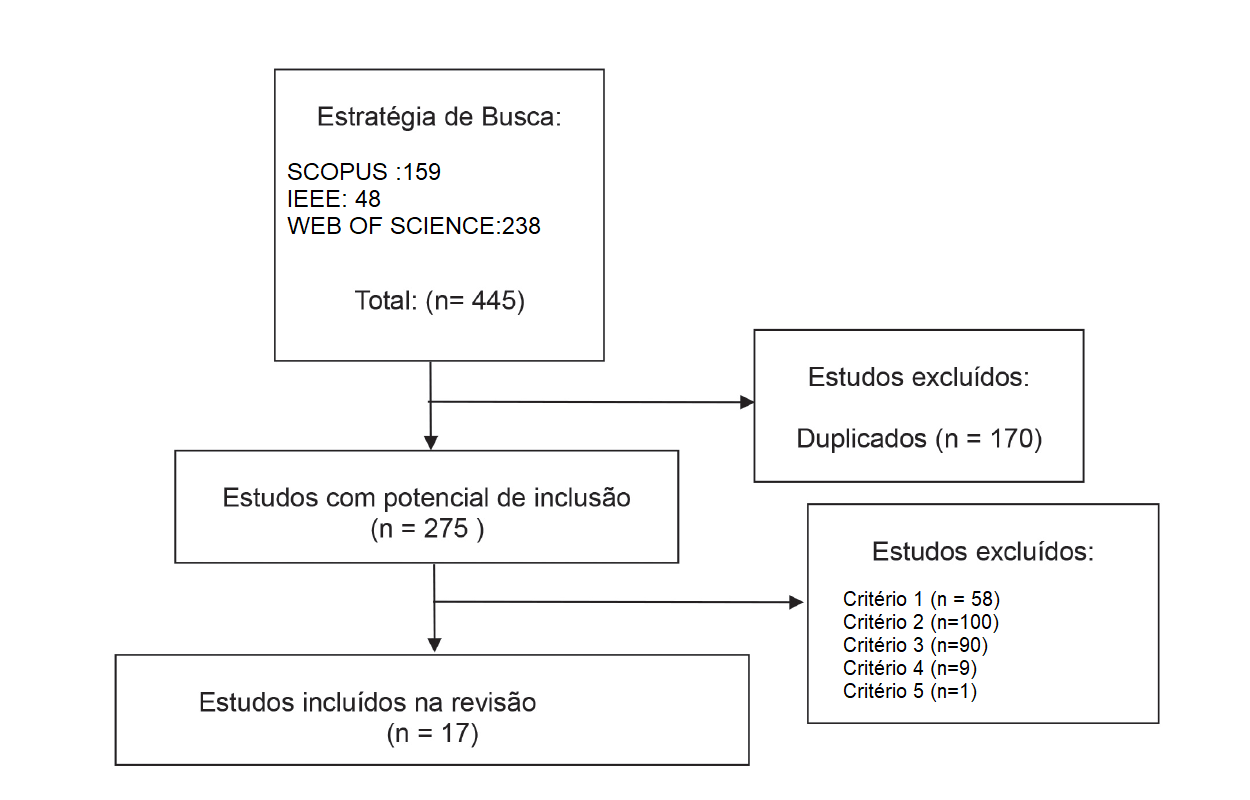 Estratégia de Busca:
SCOPUS :159
IEEE: 48
WEB OF SCIENCE:238
Total: (n= 445)
Estudos excluídos:
Duplicados (n = 170)
Estudos com potencial de inclusão
(n = 275 )
Estudos excluídos:
Critério 1 (n = 58)
Critério 2 (n=100)
Critério 3 (n=90)
Critério 4 (n=9)
Critério 5 (n=1)
Estudos incluídos na revisão
(n = 17)